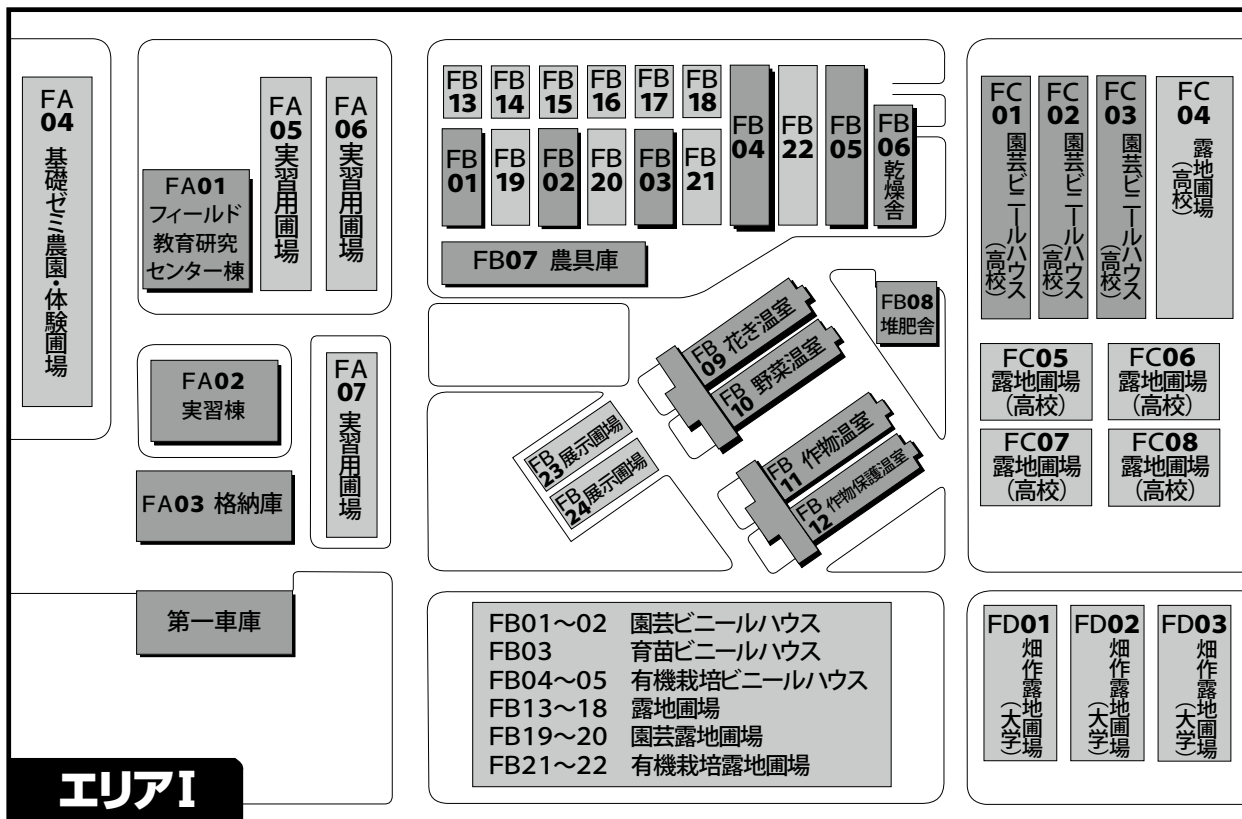 FA
04
基礎ゼミ農園・体験圃場
FA01
フィールド
教育研究
センター棟
FA
05
実習用圃場
FA
06
実習用圃場
FA02
実習棟
FA
07
実習用圃場
FA03 格納庫
第一車庫
FB
13
FB
14
FB
15
FB
16
FB
17
FB
18
FB
01
FB
19
FB
02
FB
20
FB
03
FB
21
FB
04
FB
22
FB
05
FB
06
乾燥舎
FB07 農具庫
FB08
堆肥舎
FB
09 花き温室
FB
10 野菜温室
FB
11 作物温室
FB
12 作物保護温室
FB
23 展示圃場
FB
24 展示圃場
FC
01
園芸ビニールハウス
（高校）
FC
02
園芸ビニールハウス
（高校）
FC
03
園芸ビニールハウス
（高校）
FC
04
露地圃場
（高校）
FC05
露地圃場
（高校）
FC06
露地圃場
（高校）
FC07
露地圃場
（高校）
FC08
露地圃場
（高校）
FB01〜02 園芸ビニールハウス
FB03 育苗ビニールハウス
FB04〜05 有機栽培ビニールハウス
FB13〜18 露地圃場
FB19〜20 園芸露地圃場
FB21〜22 有機栽培露地圃場
FD01
畑作露地圃場
（大学）
FD02
畑作露地圃場
（大学）
FD03
畑作露地圃場
（大学）
エリアI